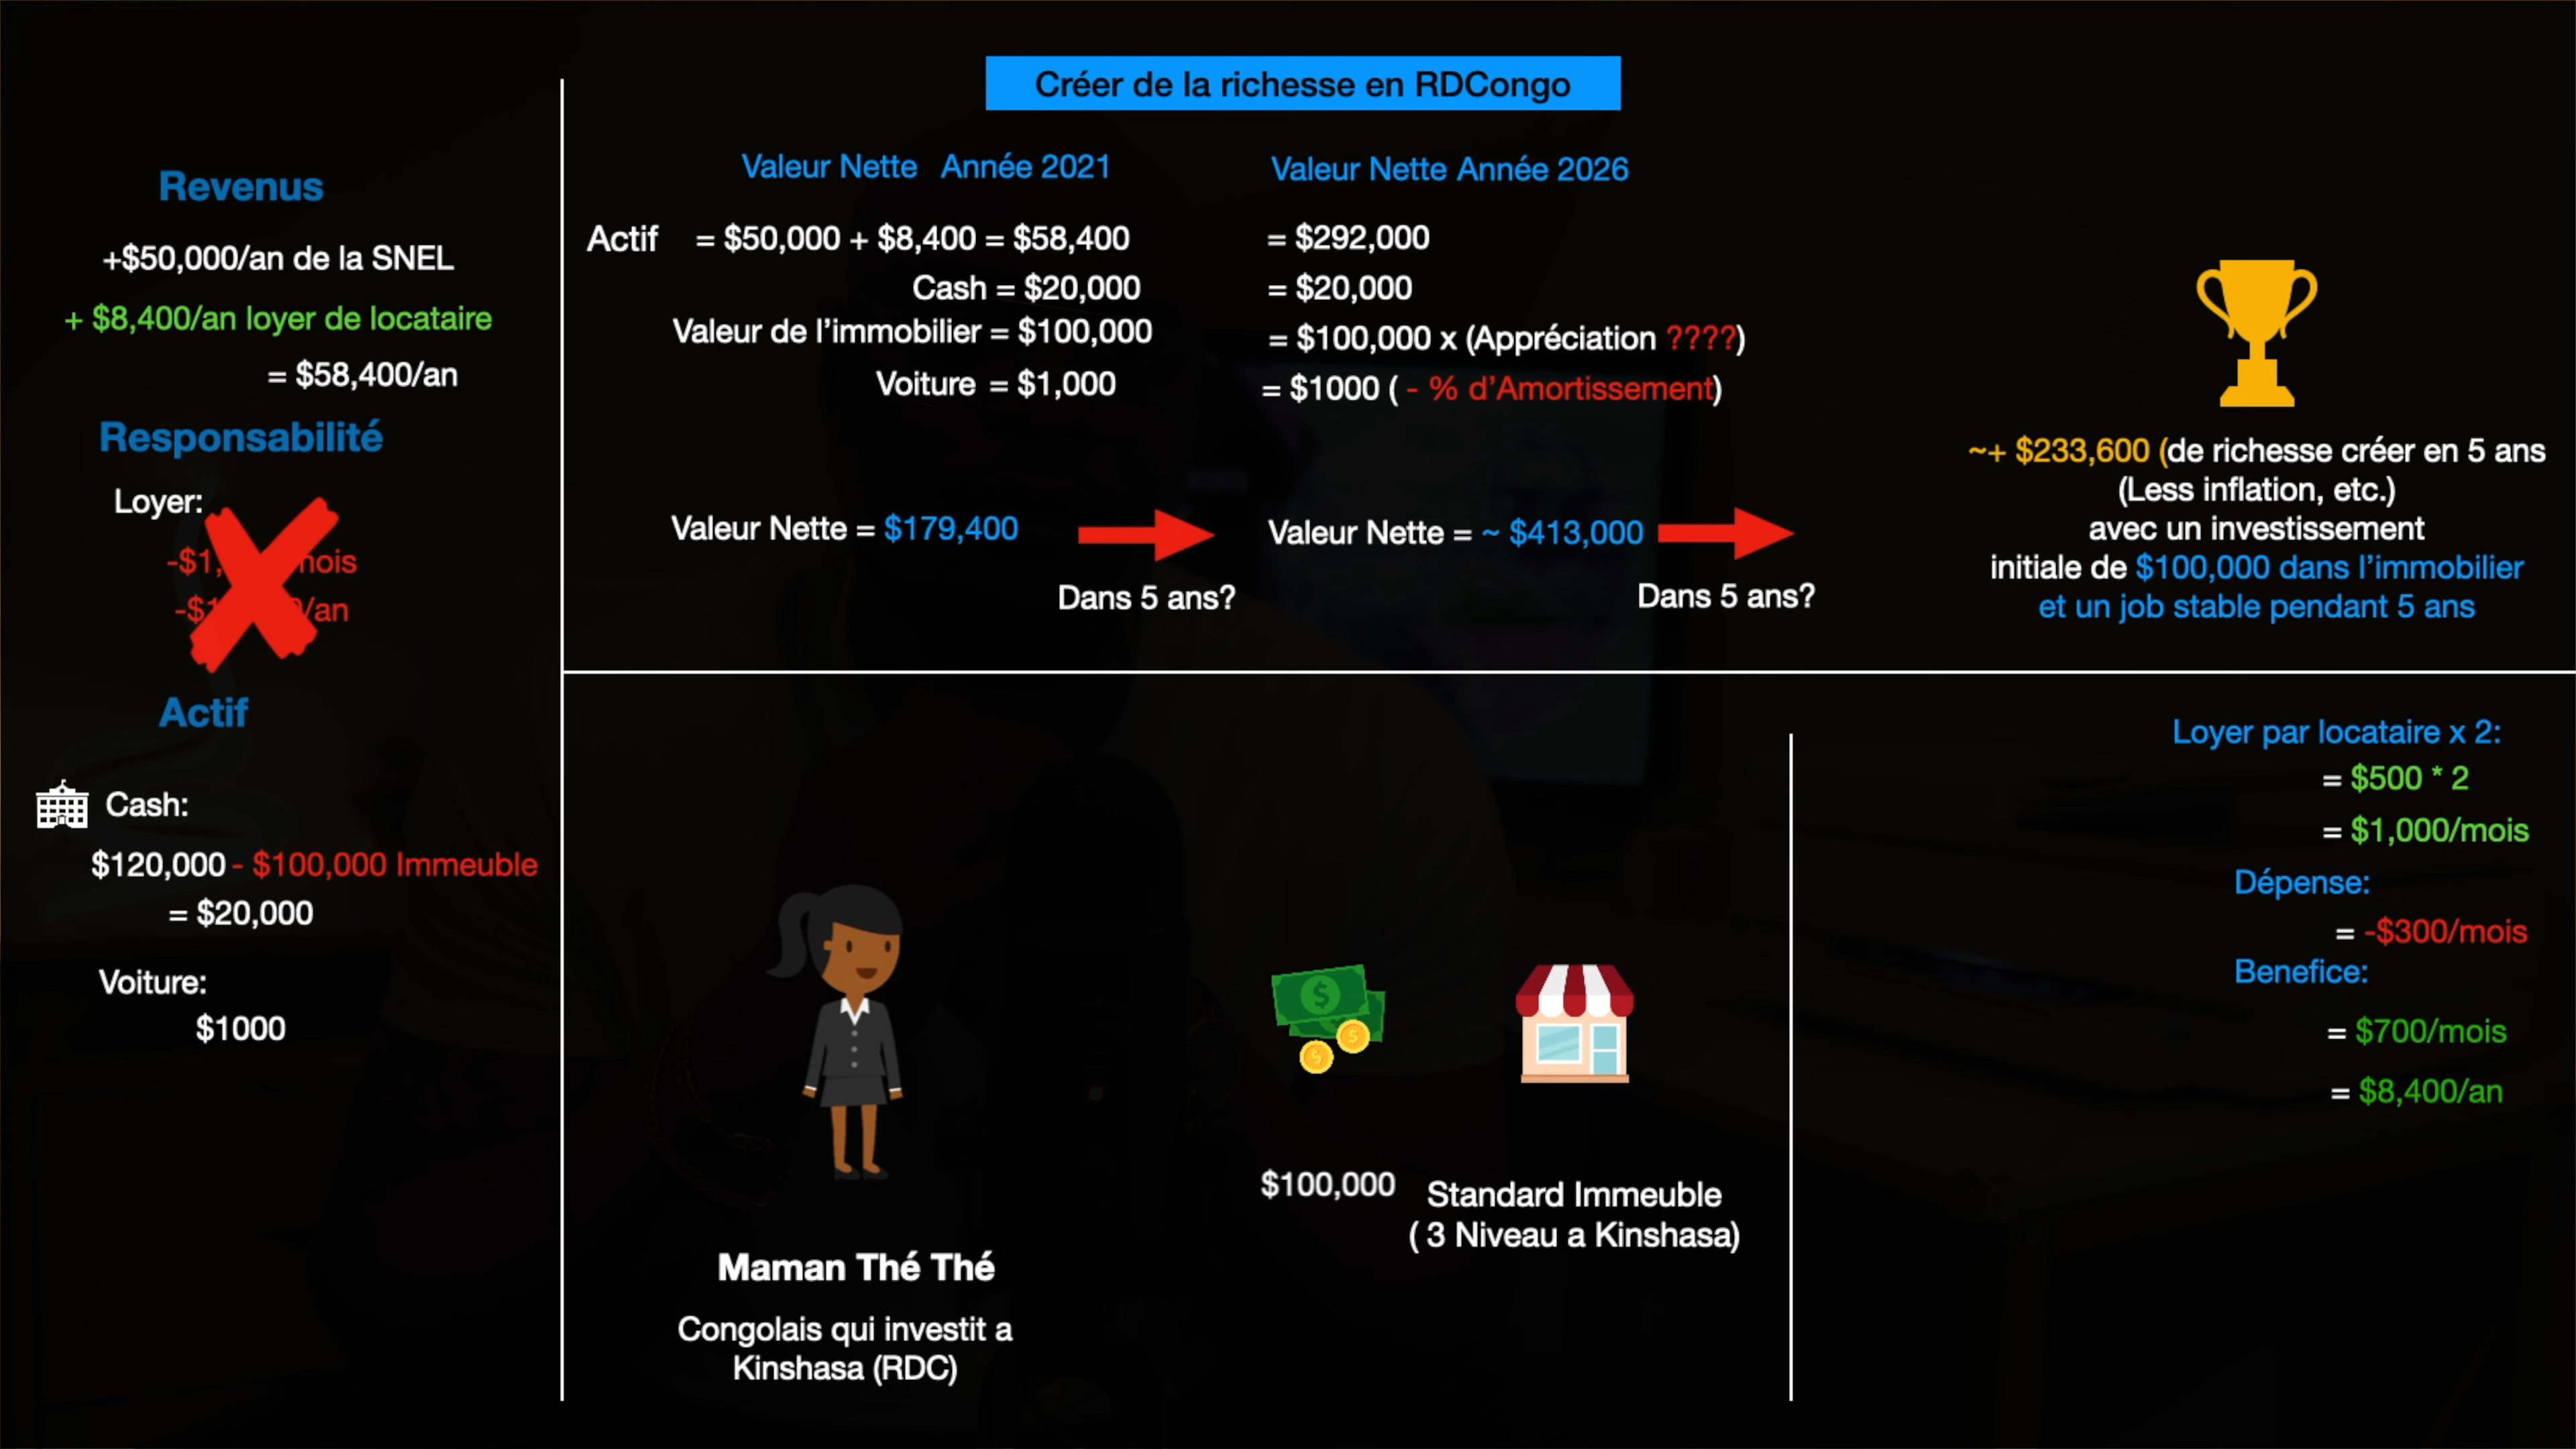 Créer de la richesse en RDCongo
Revenus
+$50,000/an de la SNEL
+ $8,400/an loyer de locataire
= $58,400/an
Responsabilité
Loyer:
-$1, mois
-$1 /an
Actif
Cash:
$120,000 - $100,000 Immeuble
= $20,000
Voiture:
$1000
Valeur Nette Année 2021
Actif = $50,000 + $8,400 = $58,400
Cash = $20,000
Valeur de l'immobilier = $100,000
Voiture = $1,000
Valeur Nette = $179,400
Dans 5 ans?
Valeur Nette Année 2026
= $292,000
= $20,000
= $100,000 x (Appréciation ????)
= $1000 ( - % d'Amortissement)
Valeur Nette = ~ $413,000
Dans 5 ans?
~+ $233,600 (de richesse créer en 5 ans
(Less inflation, etc.)
avec un investissement
initiale de $100,000 dans l'immobilier
et un job stable pendant 5 ans
Maman Thé Thé
Congolais qui investit a
Kinshasa (RDC)
$100,000
Standard Immeuble
( 3 Niveau a Kinshasa)
Loyer par locataire x 2:
= $500 * 2
= $1,000/mois
Dépense:
= -$300/mois
Benefice:
= $700/mois
= $8,400/an